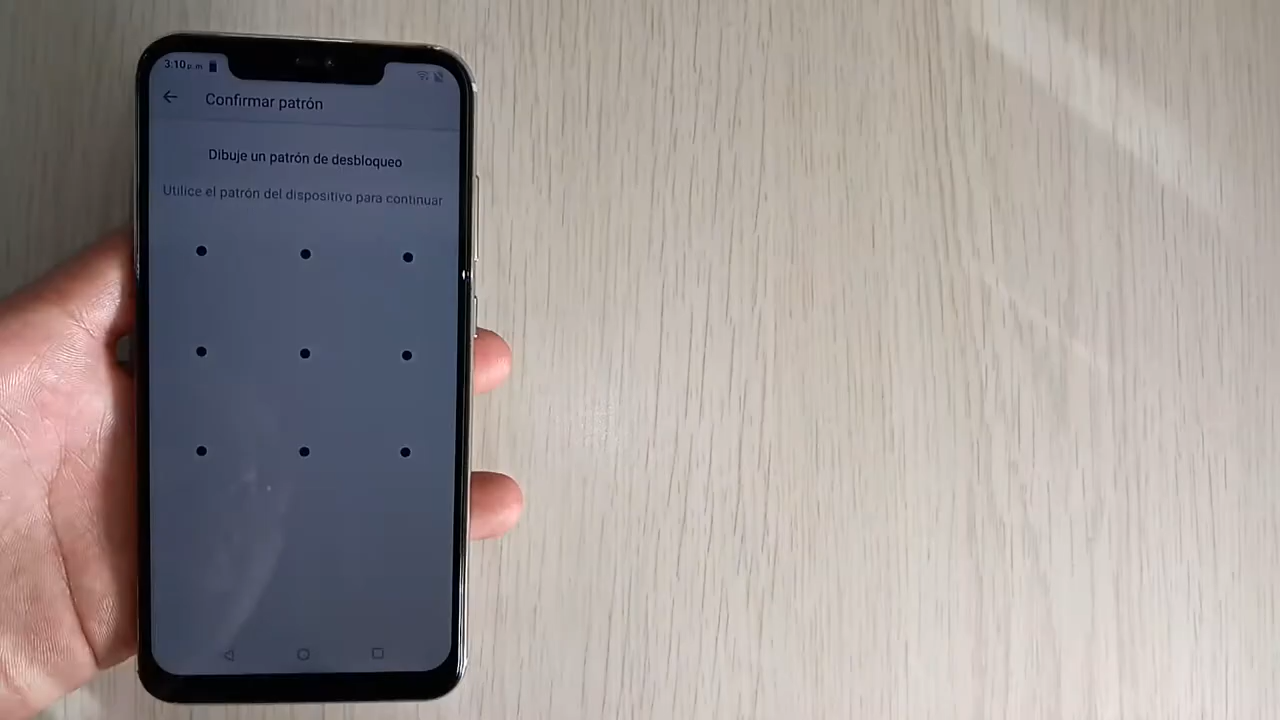 3:10 p. m.
Confirmar patrón
Dibuje un patrón de desbloqueo
Utilice el patrón del dispositivo para continuar